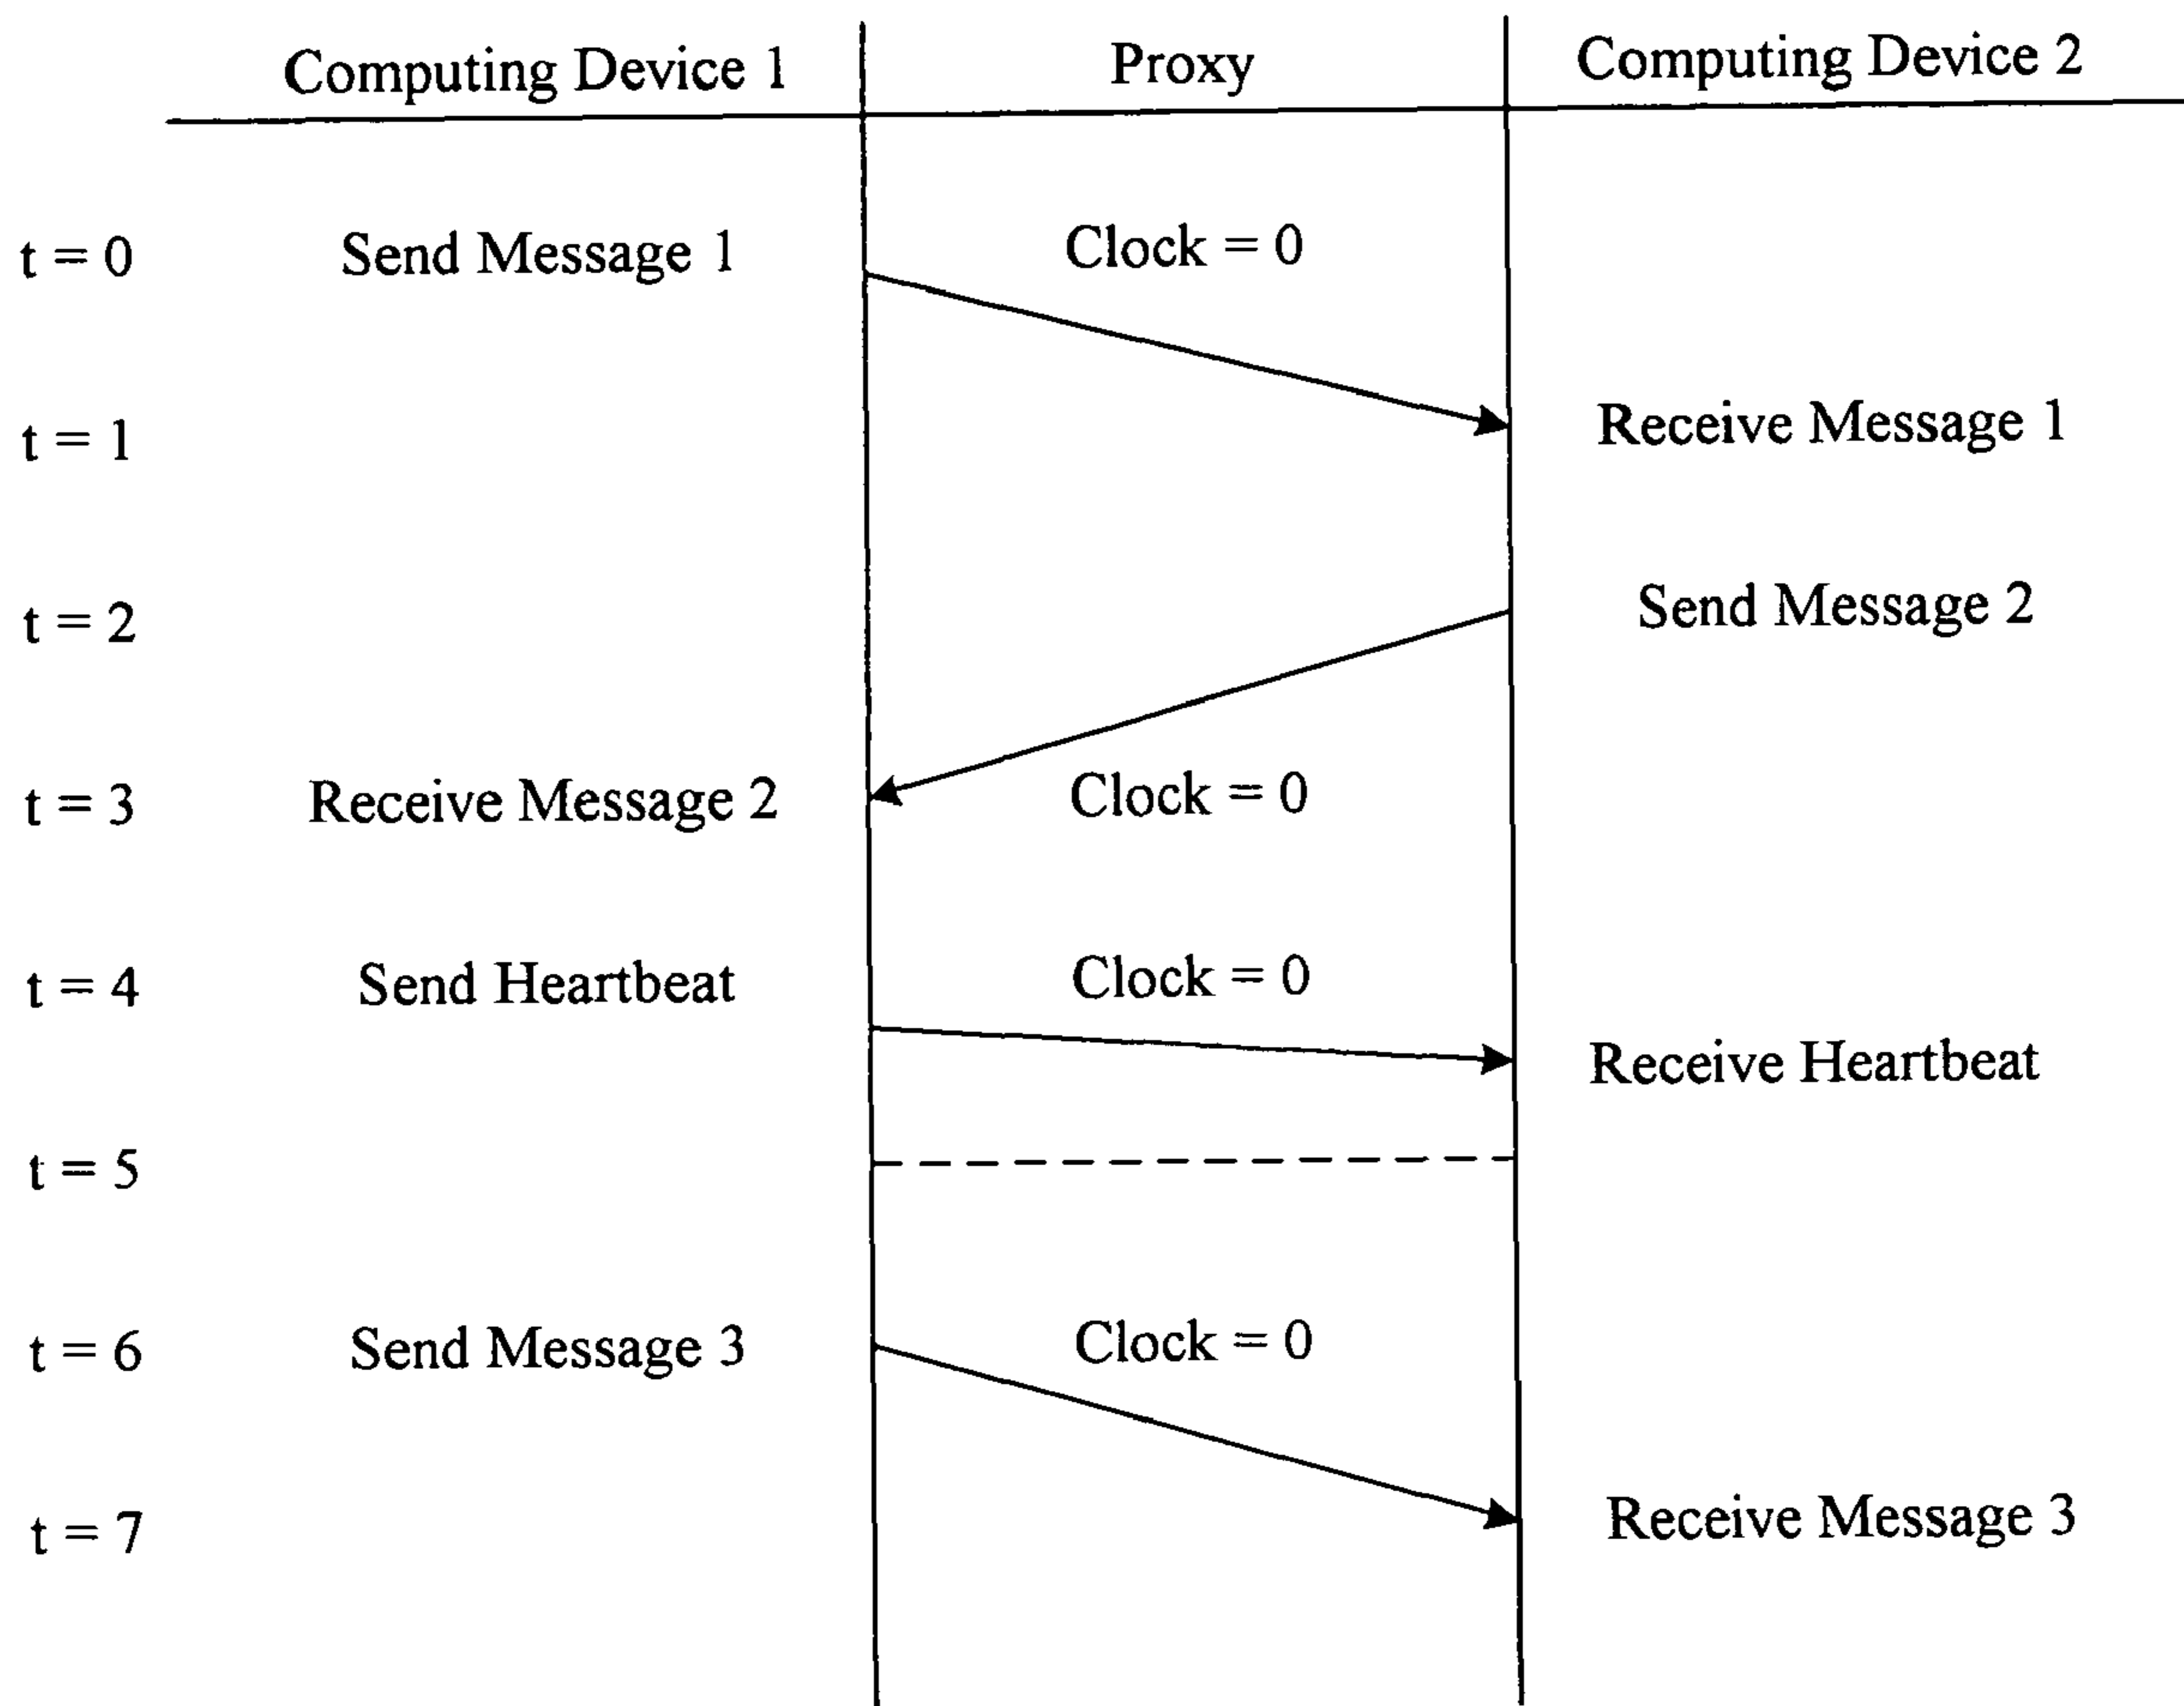 Computing Device 1 Proxy Computing Device 2
t = 0 Send Message 1 Clock = 0
t = 1 Receive Message 1
t = 2 Send Message 2
t = 3 Receive Message 2 Clock = 0
t = 4 Send Heartbeat Clock = 0
Receive Heartbeat
t = 5
t = 6 Send Message 3 Clock = 0
t = 7 Receive Message 3